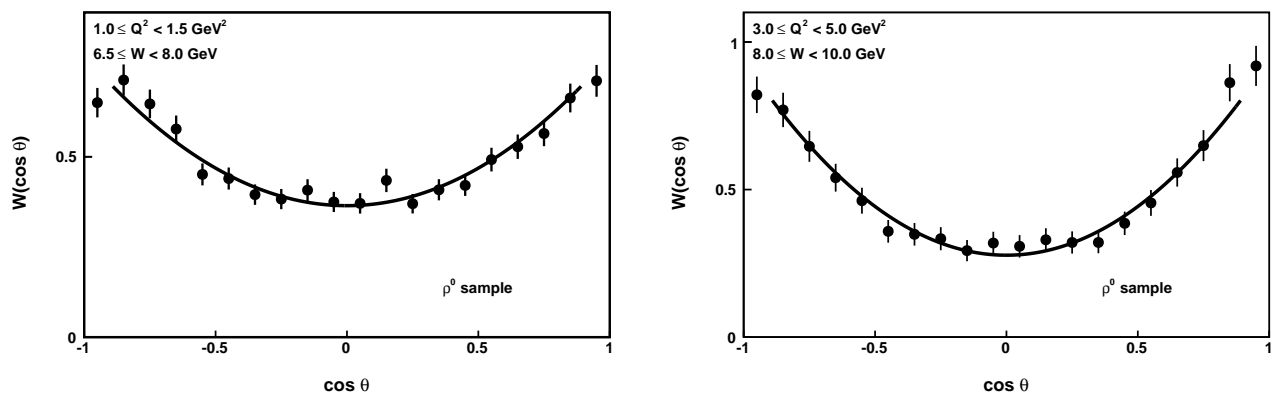 1.0 ≤ Q² < 1.5 GeV²
6.5 ≤ W < 8.0 GeV
0.5
0
W(cos θ)
ρ⁰ sample
-1 -0.5 0 0.5 1
cos θ
3.0 ≤ Q² < 5.0 GeV²
8.0 ≤ W < 10.0 GeV
1
0.5
0
W(cos θ)
ρ⁰ sample
-1 -0.5 0 0.5 1
cos θ